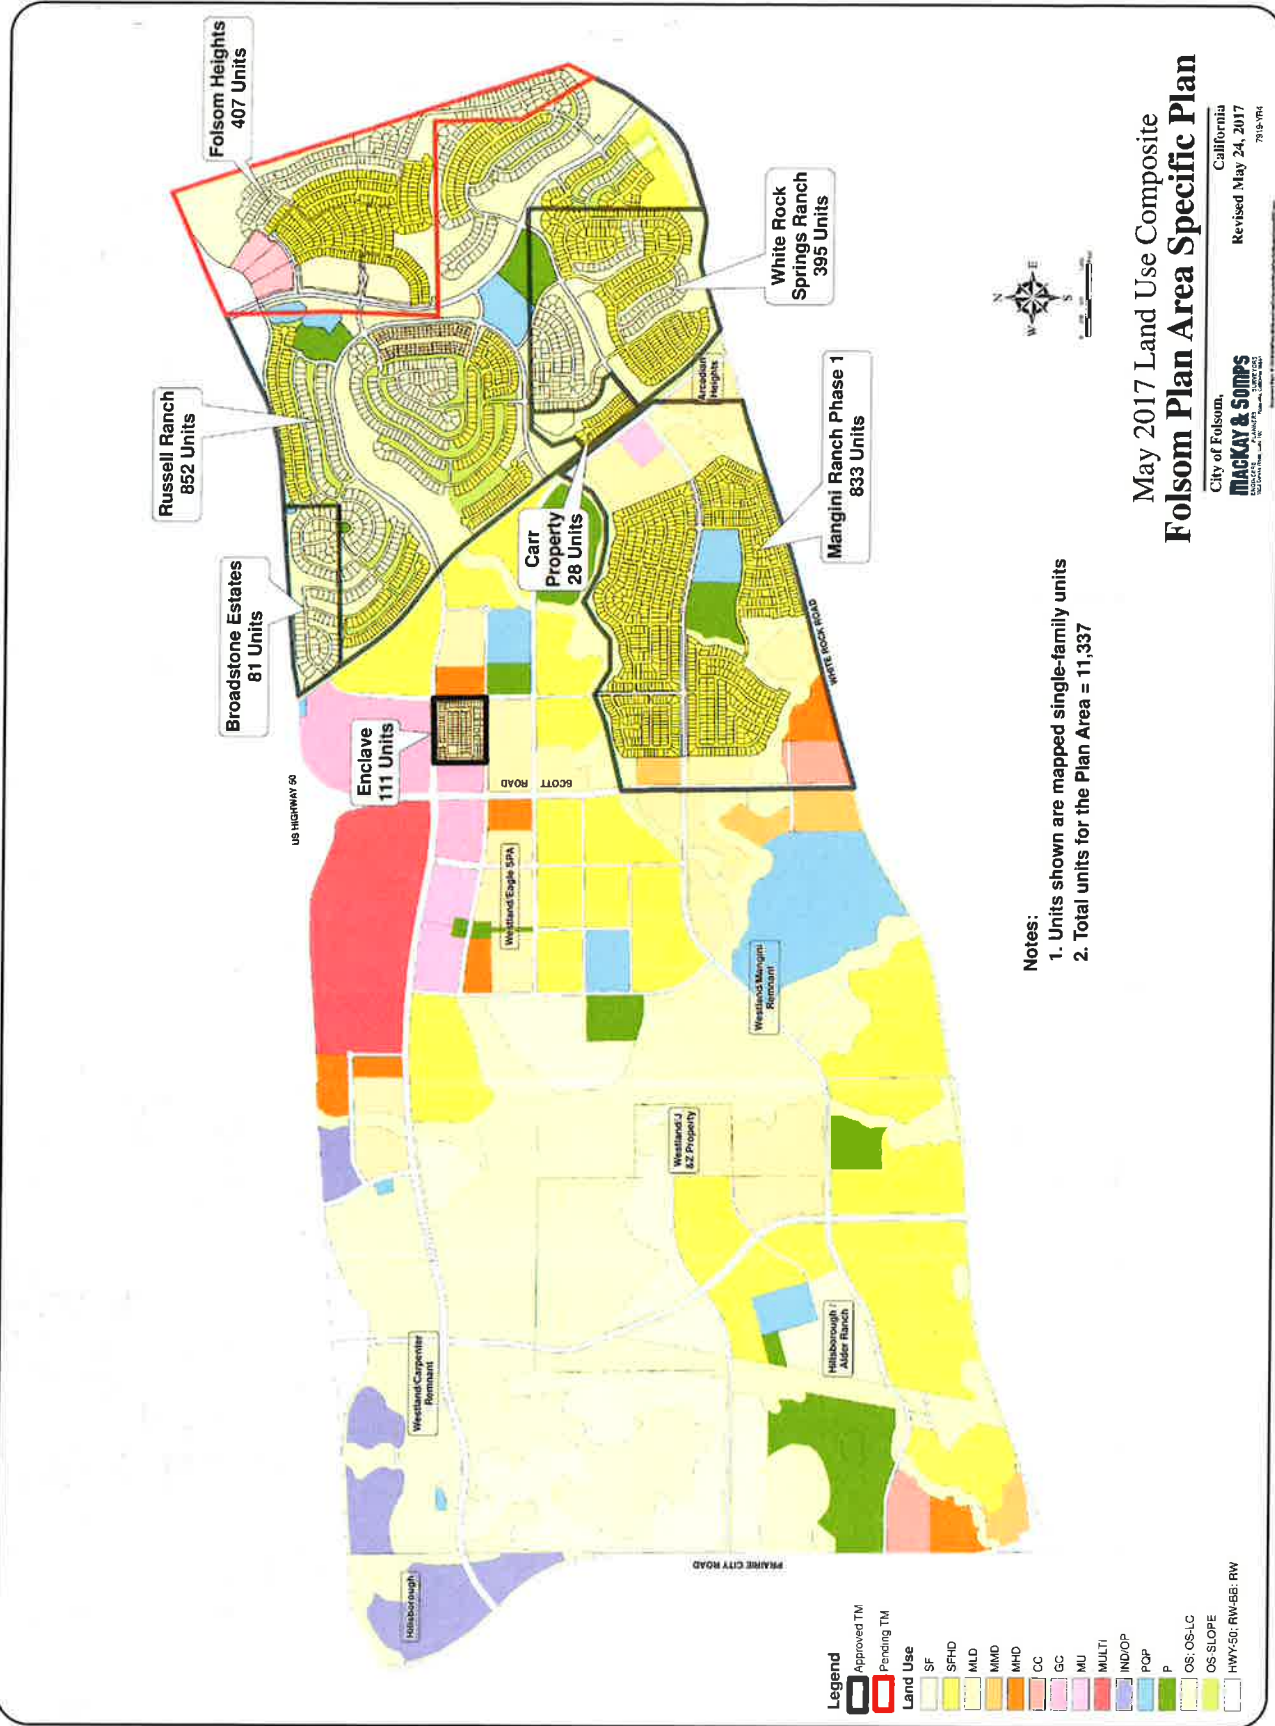 Folsom Heights
407 Units
Russell Ranch
852 Units
Broadstone Estates
81 Units
White Rock
Springs Ranch
395 Units
Mangini Ranch Phase 1
833 Units
Carr
Property
28 Units
Enclave
111 Units
Arcadian
Heights
US HIGHWAY 50
SCOTT ROAD
WHITE ROCK ROAD
PRAIRIE CITY ROAD
Westland/Eagle SPA
Westland/Mangini
Remnant
Westland/J
&Z Property
Hillsborough /
Alder Ranch
Westland/Carpenter
Remnant
Hillsborough
Legend
Approved TM
Pending TM
Land Use
SF
SFHD
MLD
MMD
MHD
CC
GC
MU
MULTI
IND/OP
PQP
P
OS; OS-LC
OS-SLOPE
HWY-50; RW-BB; RW
Notes:
1. Units shown are mapped single-family units
2. Total units for the Plan Area = 11,337
N
W
E
S
May 2017 Land Use Composite
Folsom Plan Area Specific Plan
City of Folsom,
California
MACKAY & SOMPS
Revised May 24, 2017